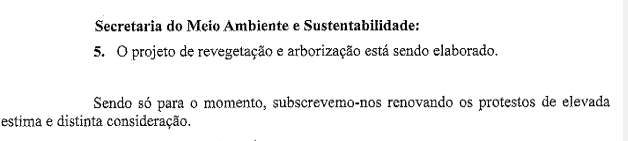 Secretaria do Meio Ambiente e Sustentabilidade:
5. O projeto de revegetação e arborização está sendo elaborado.
Sendo só para o momento, subscrevemo-nos renovando os protestos de elevada
estima e distinta consideração.